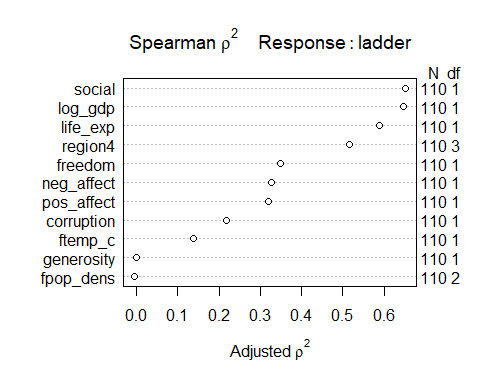 Spearman ρ² Response : ladder
N df
social 110 1
log_gdp 110 1
life_exp 110 1
region4 110 3
freedom 110 1
neg_affect 110 1
pos_affect 110 1
corruption 110 1
ftemp_c 110 1
generosity 110 1
fpop_dens 110 2
0.0 0.1 0.2 0.3 0.4 0.5 0.6
Adjusted ρ²